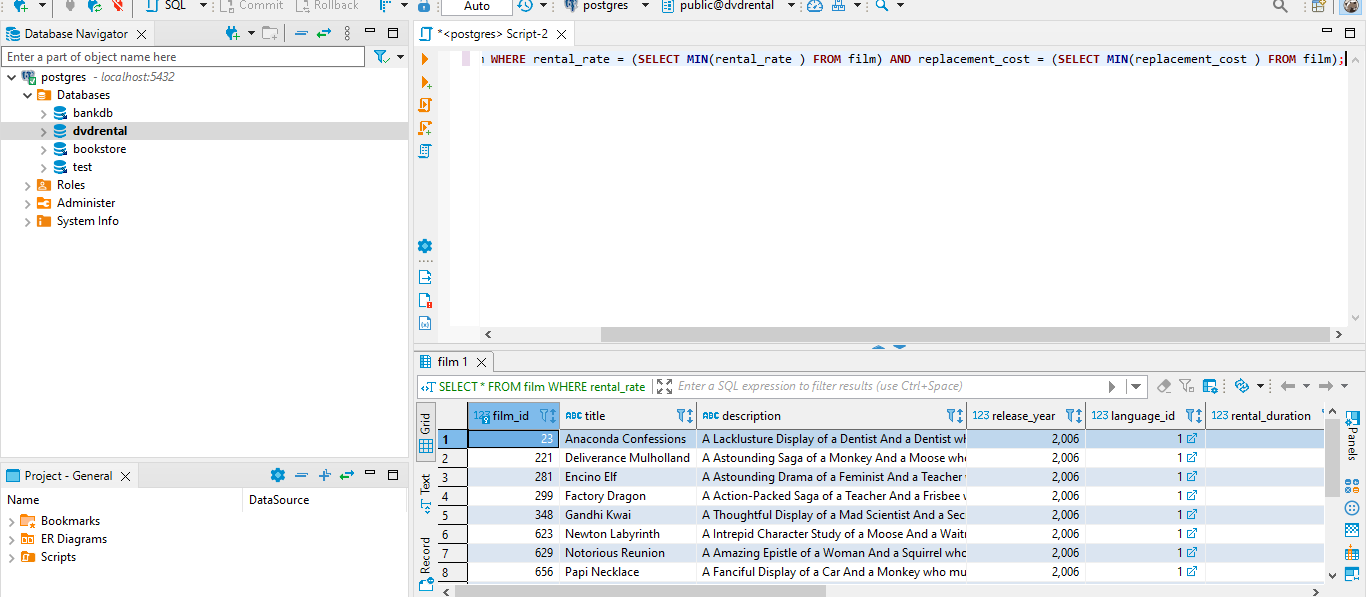 SQL Commit Rollback Auto postgres public@dvdrental
Database Navigator
Enter a part of object name here
postgres - localhost:5432
Databases
bankdb
dvdrental
bookstore
test
Roles
Administer
System Info
Project - General
Name DataSource
Bookmarks
ER Diagrams
Scripts
*<postgres> Script-2
WHERE rental_rate = (SELECT MIN(rental_rate ) FROM film) AND replacement_cost = (SELECT MIN(replacement_cost ) FROM film);
film 1
SELECT * FROM film WHERE rental_rate Enter a SQL expression to filter results (use Ctrl+Space)
Grid
Text
Record
123 film_id ABC title ABC description 123 release_year 123 language_id 123 rental_duration
1 23 Anaconda Confessions A Lacklusture Display of a Dentist And a Dentist wh 2,006 1
2 221 Deliverance Mulholland A Astounding Saga of a Monkey And a Moose who 2,006 1
3 281 Encino Elf A Astounding Drama of a Feminist And a Teacher 2,006 1
4 299 Factory Dragon A Action-Packed Saga of a Teacher And a Frisbee w 2,006 1
5 348 Gandhi Kwai A Thoughtful Display of a Mad Scientist And a Sec 2,006 1
6 623 Newton Labyrinth A Intrepid Character Study of a Moose And a Wait 2,006 1
7 629 Notorious Reunion A Amazing Epistle of a Woman And a Squirrel who 2,006 1
8 656 Papi Necklace A Fanciful Display of a Car And a Monkey who mu 2,006 1
Panels